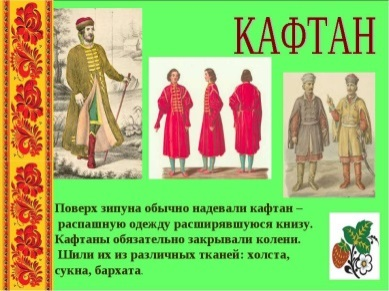 КАФТАН
Поверх зипуна обычно надевали кафтан –
распашную одежду расширявшуюся книзу.
Кафтаны обязательно закрывали колени.
Шили их из различных тканей: холста,
сукна, бархата.